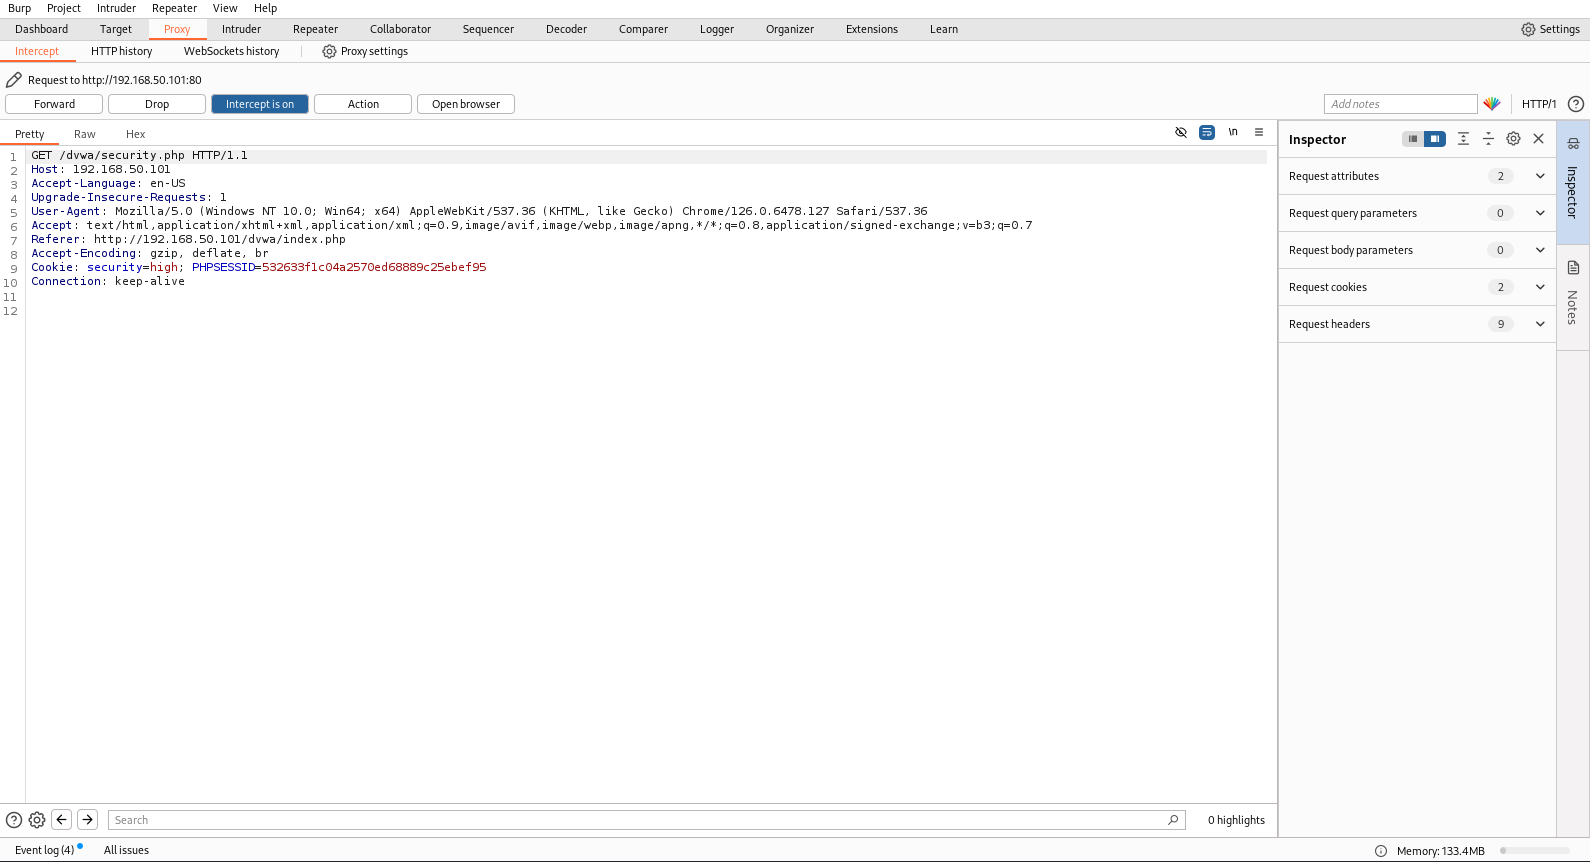 Burp Project Intruder Repeater View Help
Dashboard Target Proxy Intruder Repeater Collaborator Sequencer Decoder Comparer Logger Organizer Extensions Learn Settings
Intercept HTTP history WebSockets history Proxy settings
Request to http://192.168.50.101:80
Forward Drop Intercept is on Action Open browser Add notes HTTP/1
Pretty Raw Hex \n
Inspector
1 GET /dvwa/security.php HTTP/1.1
2 Host: 192.168.50.101
3 Accept-Language: en-US
4 Upgrade-Insecure-Requests: 1
5 User-Agent: Mozilla/5.0 (Windows NT 10.0; Win64; x64) AppleWebKit/537.36 (KHTML, like Gecko) Chrome/126.0.6478.127 Safari/537.36
6 Accept: text/html,application/xhtml+xml,application/xml;q=0.9,image/avif,image/webp,image/apng,*/*;q=0.8,application/signed-exchange;v=b3;q=0.7
7 Referer: http://192.168.50.101/dvwa/index.php
8 Accept-Encoding: gzip, deflate, br
9 Cookie: security=high; PHPSESSID=532633f1c04a2570ed68889c25ebef95
10 Connection: keep-alive
11
12
Request attributes 2
Request query parameters 0
Request body parameters 0
Request cookies 2
Request headers 9
Inspector
Notes
Search 0 highlights
Event log (4) All issues Memory: 133.4MB